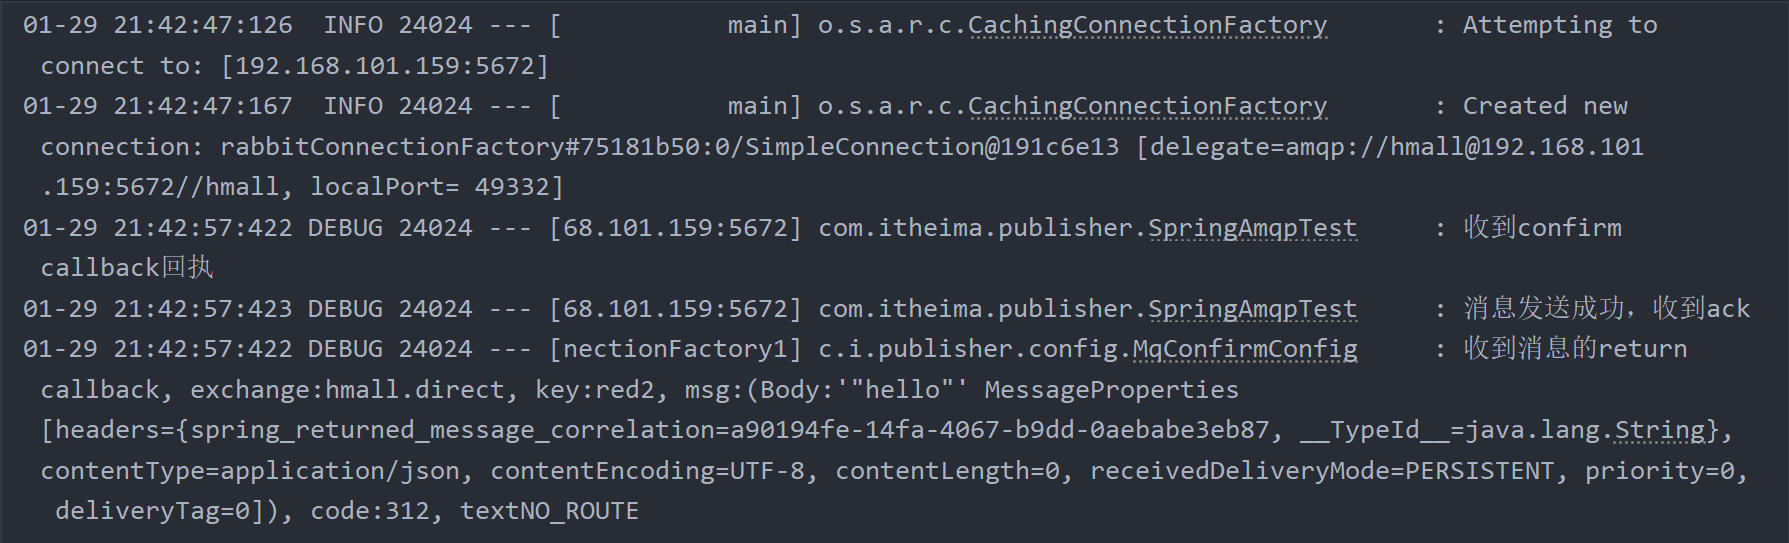 01-29 21:42:47:126  INFO 24024 --- [           main] o.s.a.r.c.CachingConnectionFactory       : Attempting to
connect to: [192.168.101.159:5672]
01-29 21:42:47:167  INFO 24024 --- [           main] o.s.a.r.c.CachingConnectionFactory       : Created new
connection: rabbitConnectionFactory#75181b50:0/SimpleConnection@191c6e13 [delegate=amqp://hmall@192.168.101
.159:5672//hmall, localPort= 49332]
01-29 21:42:57:422 DEBUG 24024 --- [68.101.159:5672] com.itheima.publisher.SpringAmqpTest     : 收到confirm
callback回执
01-29 21:42:57:423 DEBUG 24024 --- [68.101.159:5672] com.itheima.publisher.SpringAmqpTest     : 消息发送成功，收到ack
01-29 21:42:57:422 DEBUG 24024 --- [nectionFactory1] c.i.publisher.config.MqConfirmConfig     : 收到消息的return
callback, exchange:hmall.direct, key:red2, msg:(Body:'"hello"' MessageProperties
[headers={spring_returned_message_correlation=a90194fe-14fa-4067-b9dd-0aebabe3eb87, __TypeId__=java.lang.String},
contentType=application/json, contentEncoding=UTF-8, contentLength=0, receivedDeliveryMode=PERSISTENT, priority=0,
deliveryTag=0]), code:312, textNO_ROUTE